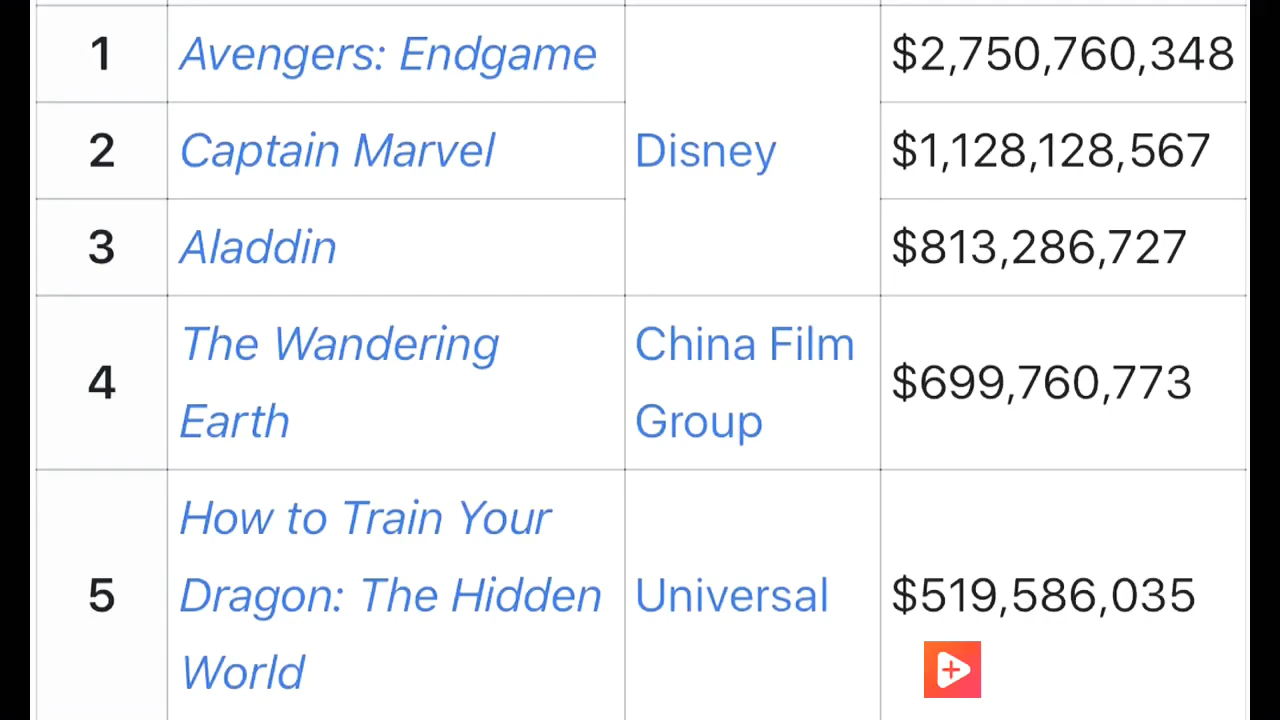 1 Avengers: Endgame $2,750,760,348
2 Captain Marvel Disney $1,128,128,567
3 Aladdin $813,286,727
The Wandering China Film
4 $699,760,773
Earth Group
How to Train Your
5 Dragon: The Hidden Universal $519,586,035
World